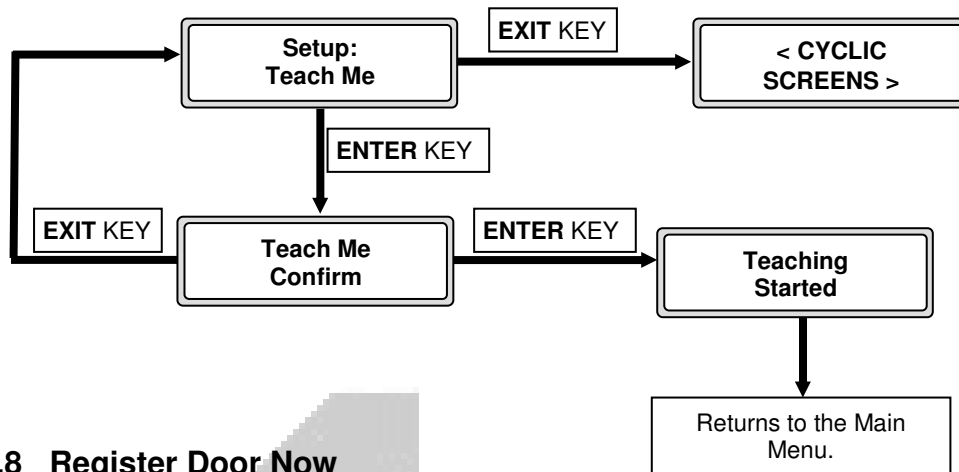 Setup:
Teach Me
EXIT KEY
< CYCLIC
SCREENS >
ENTER KEY
EXIT KEY
Teach Me
Confirm
ENTER KEY
Teaching
Started
Returns to the Main
Menu.
.8 Register Door Now